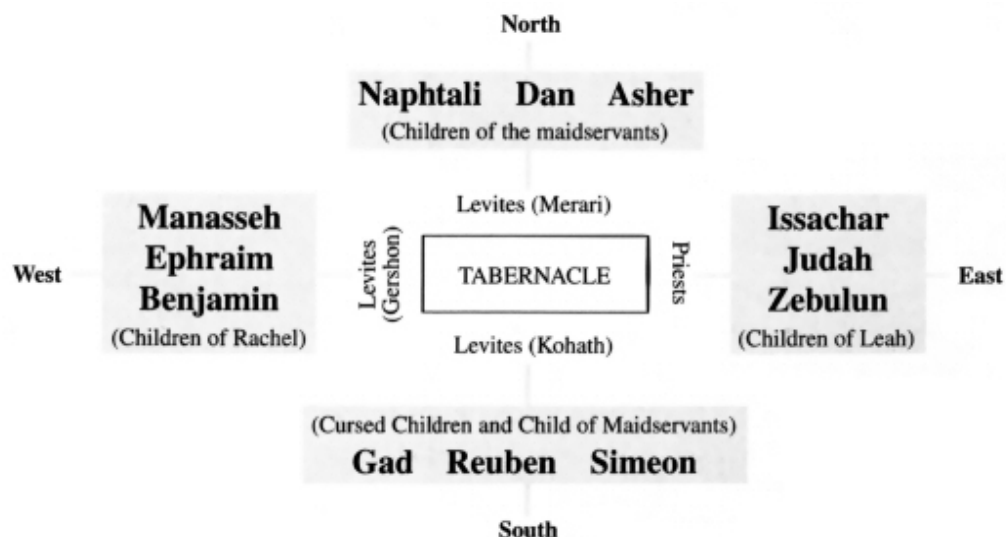 North
Naphtali Dan Asher
(Children of the maidservants)
Manasseh
Ephraim
Benjamin
(Children of Rachel)
West
Levites (Merari)
Levites
(Gershon)
TABERNACLE
Priests
Levites (Kohath)
Issachar
Judah
Zebulun
(Children of Leah)
East
(Cursed Children and Child of Maidservants)
Gad Reuben Simeon
South